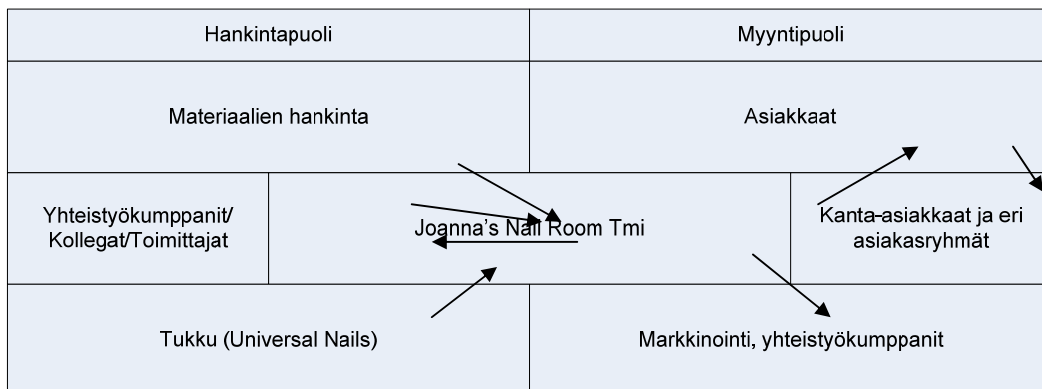 Hankintapuoli
Myyntipuoli
Materiaalien hankinta
Asiakkaat
Yhteistyökumppanit/
Kollegat/Toimittajat
Joanna's Nail Room Tmi
Kanta-asiakkaat ja eri
asiakasryhmät
Tukku (Universal Nails)
Markkinointi, yhteistyökumppanit